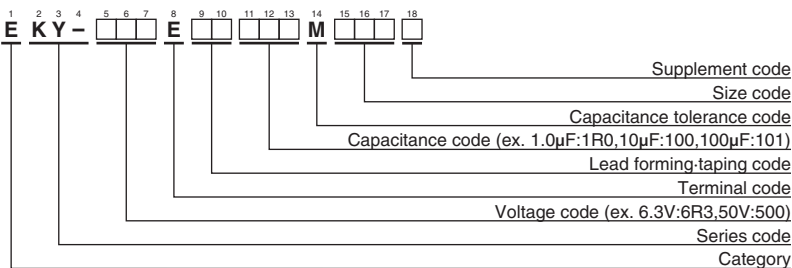 1 2 3 4 5 6 7 8 9 10 11 12 13 14 15 16 17 18
E KY– □□□ E □□ □□□ M □□□ □
Supplement code
Size code
Capacitance tolerance code
Capacitance code (ex. 1.0µF:1R0,10µF:100,100µF:101)
Lead forming·taping code
Terminal code
Voltage code (ex. 6.3V:6R3,50V:500)
Series code
Category